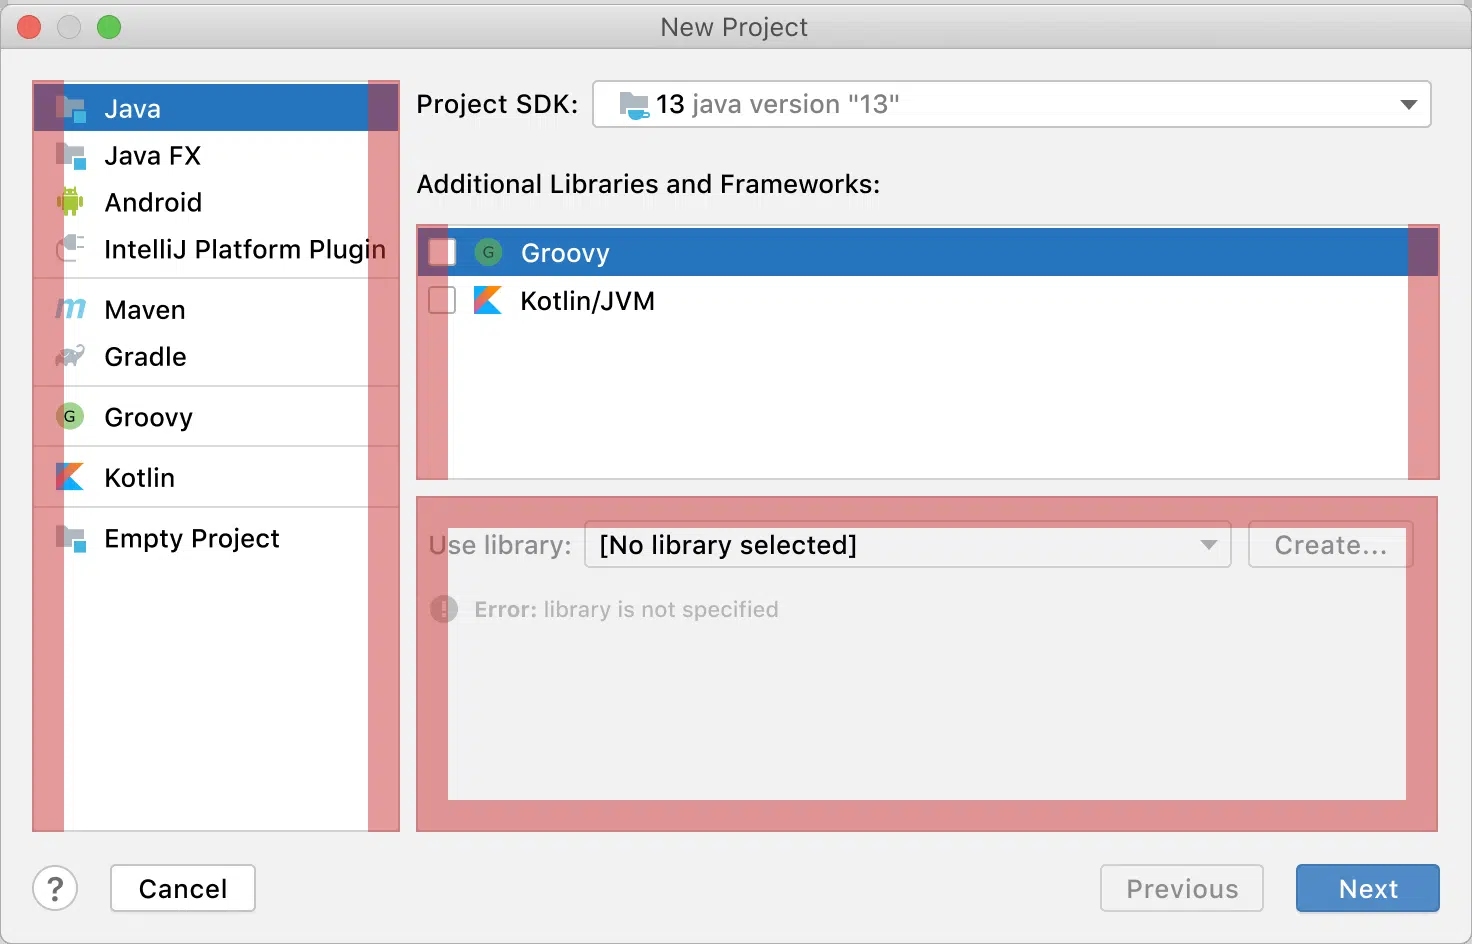 New Project
Java
Java FX
Android
IntelliJ Platform Plugin
Maven
Gradle
G Groovy
Kotlin
Empty Project
Project SDK: 13 java version "13"
Additional Libraries and Frameworks:
G Groovy
Kotlin/JVM
Use library: [No library selected] Create...
! Error: library is not specified
? Cancel Previous Next